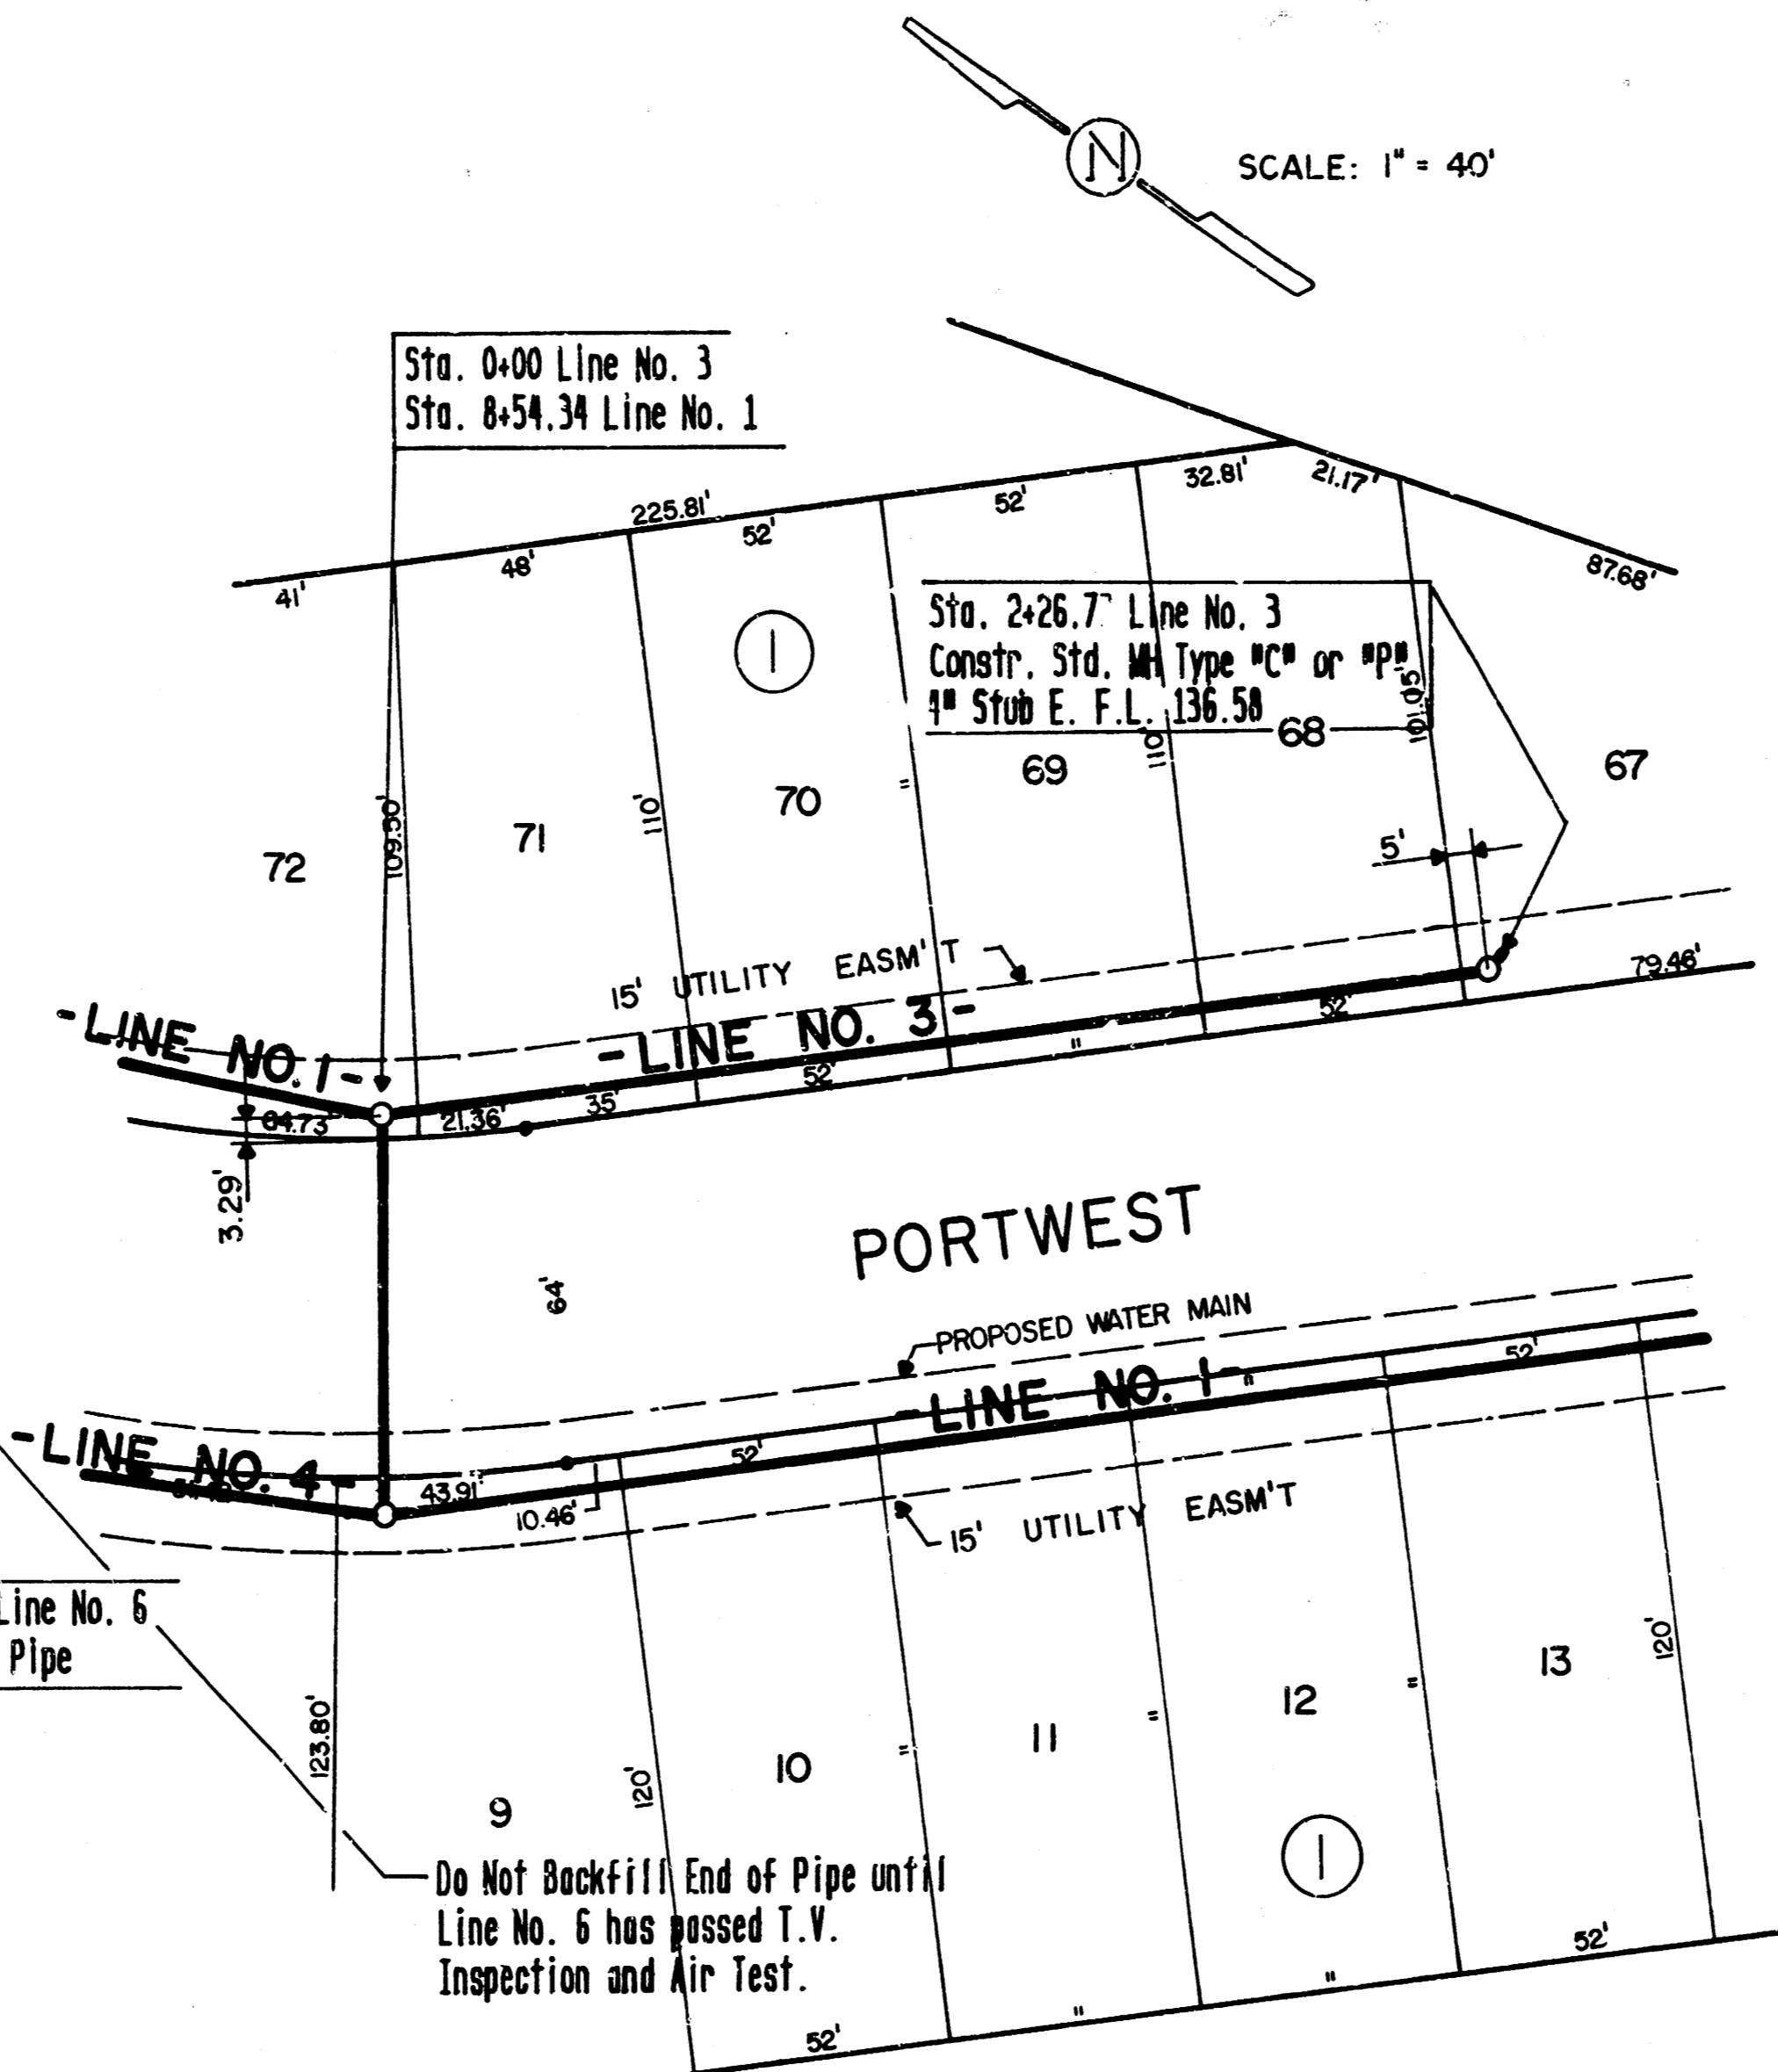 N
SCALE: 1" = 40'
Sta. 0+00 Line No. 3
Sta. 8+54.34 Line No. 1
41'
48'
225.81'
52'
52'
32.81'
21.17'
87.68'
1
Sta. 2+26.7 Line No. 3
Constr. Std. MH Type "C" or "P"
Stub E. F.L. 136.58
109.50'
110'
"
110'
101.05'
72
71
70
69
68
67
5'
15' UTILITY EASM'T
-LINE NO. 1-
-LINE NO. 3-
64.73'
21.36'
35'
52'
"
52'
79.46'
3.29'
64'
PORTWEST
PROPOSED WATER MAIN
-LINE NO. 4-
-LINE NO. 1-
43.91'
10.46'
52'
"
52'
15' UTILITY EASM'T
Line No. 6
Pipe
123.80'
120'
"
"
"
120'
9
10
11
12
13
1
Do Not Backfill End of Pipe until
Line No. 6 has passed T.V.
Inspection and Air Test.
52'
"
"
52'